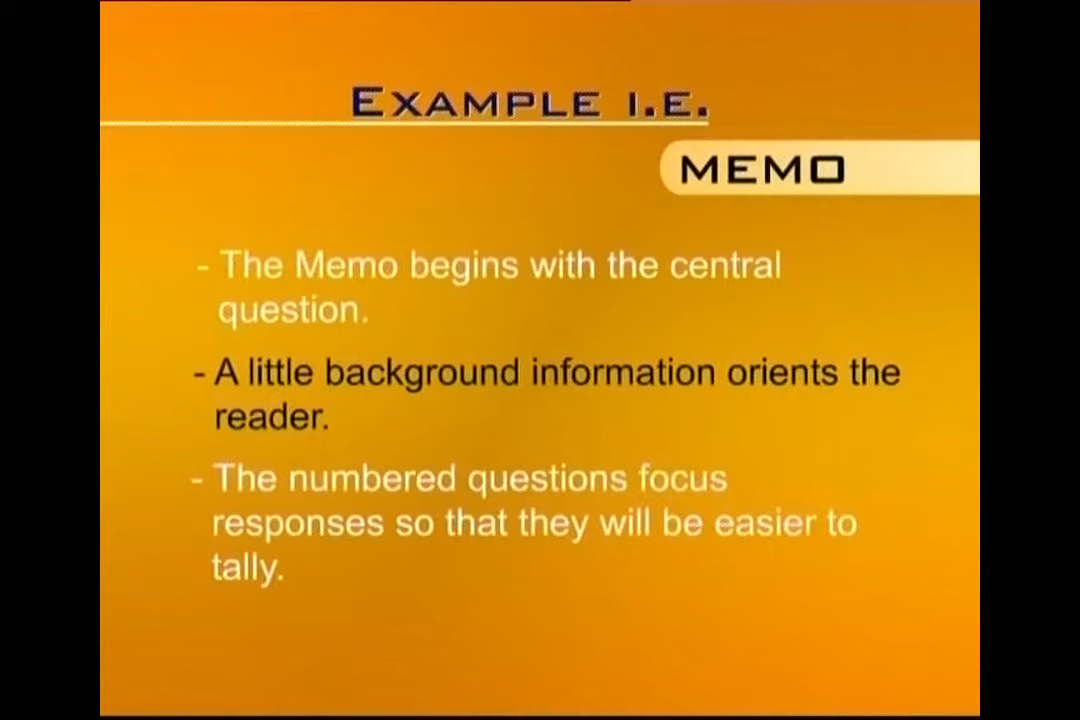 EXAMPLE I.E.
MEMO
- The Memo begins with the central
question.
- A little background information orients the
reader.
- The numbered questions focus
responses so that they will be easier to
tally.